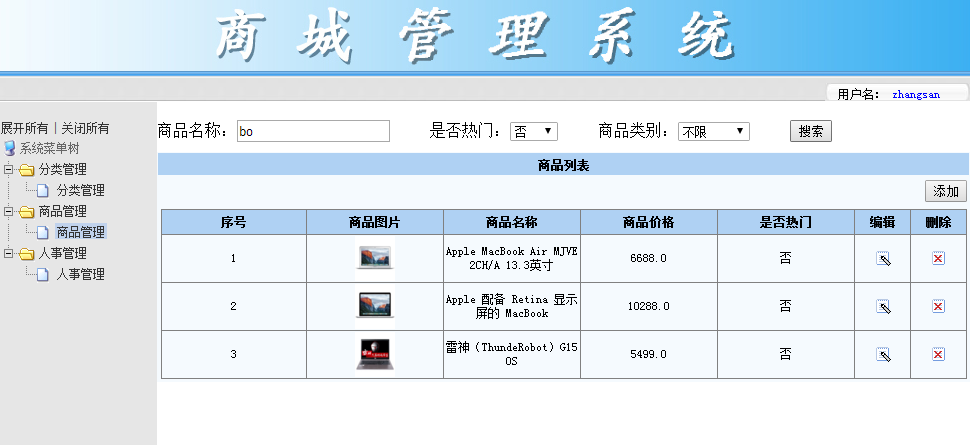 商城管理系统
用户名： zhangsan
展开所有 | 关闭所有
系统菜单树
分类管理
分类管理
商品管理
商品管理
人事管理
人事管理
商品名称： bo 是否热门： 否 商品类别： 不限 搜索
商品列表
添加
序号 商品图片 商品名称 商品价格 是否热门 编辑 删除
1 Apple MacBook Air MJVE 6688.0 否
2CH/A 13.3英寸
2 Apple 配备 Retina 显示 10288.0 否
屏的 MacBook
3 雷神（ThundeRobot）G15 5499.0 否
0S